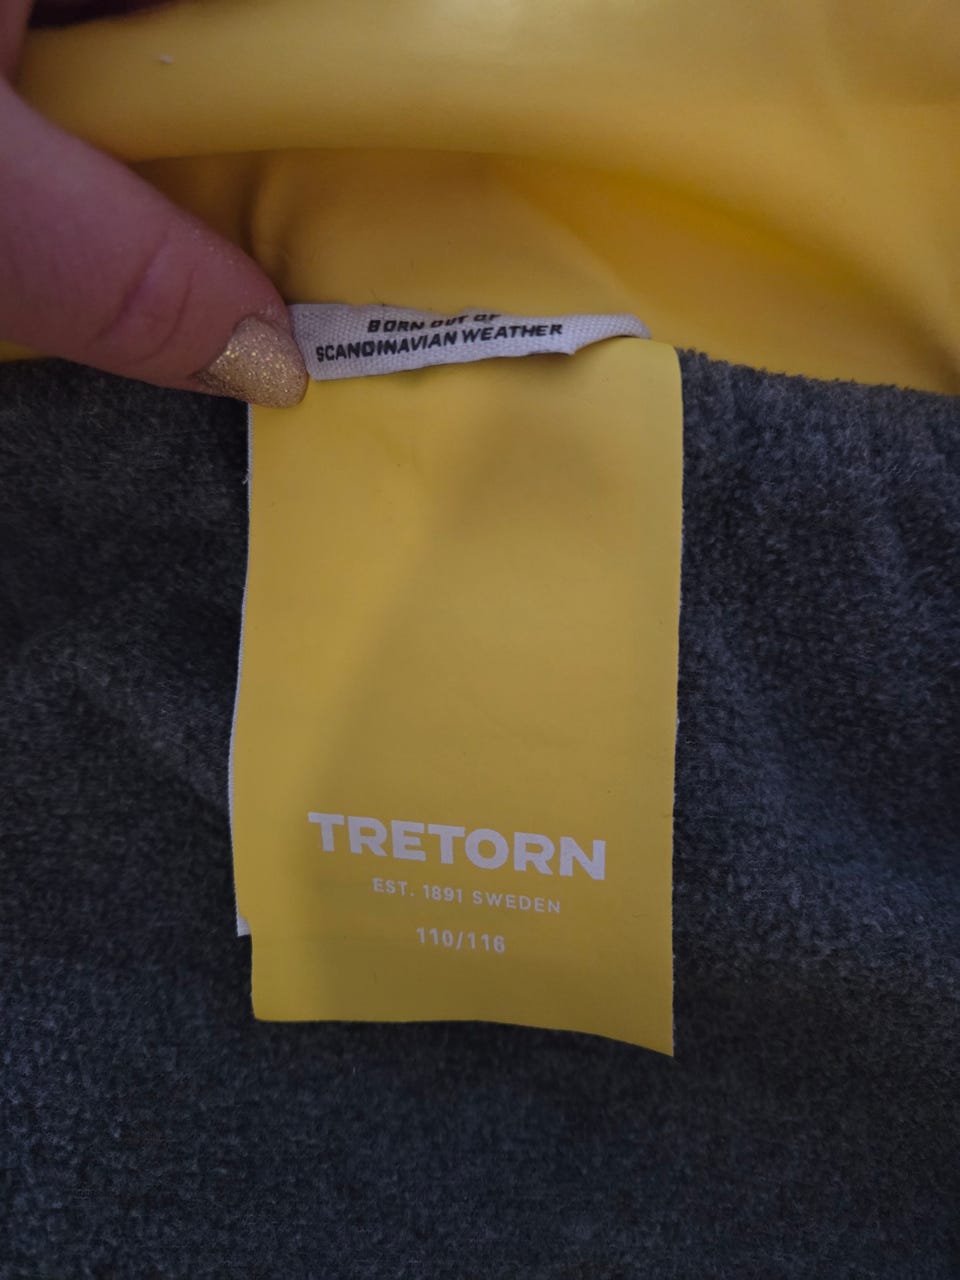 BORN OUT OF
SCANDINAVIAN WEATHER
TRETORN
EST. 1891 SWEDEN
110/116